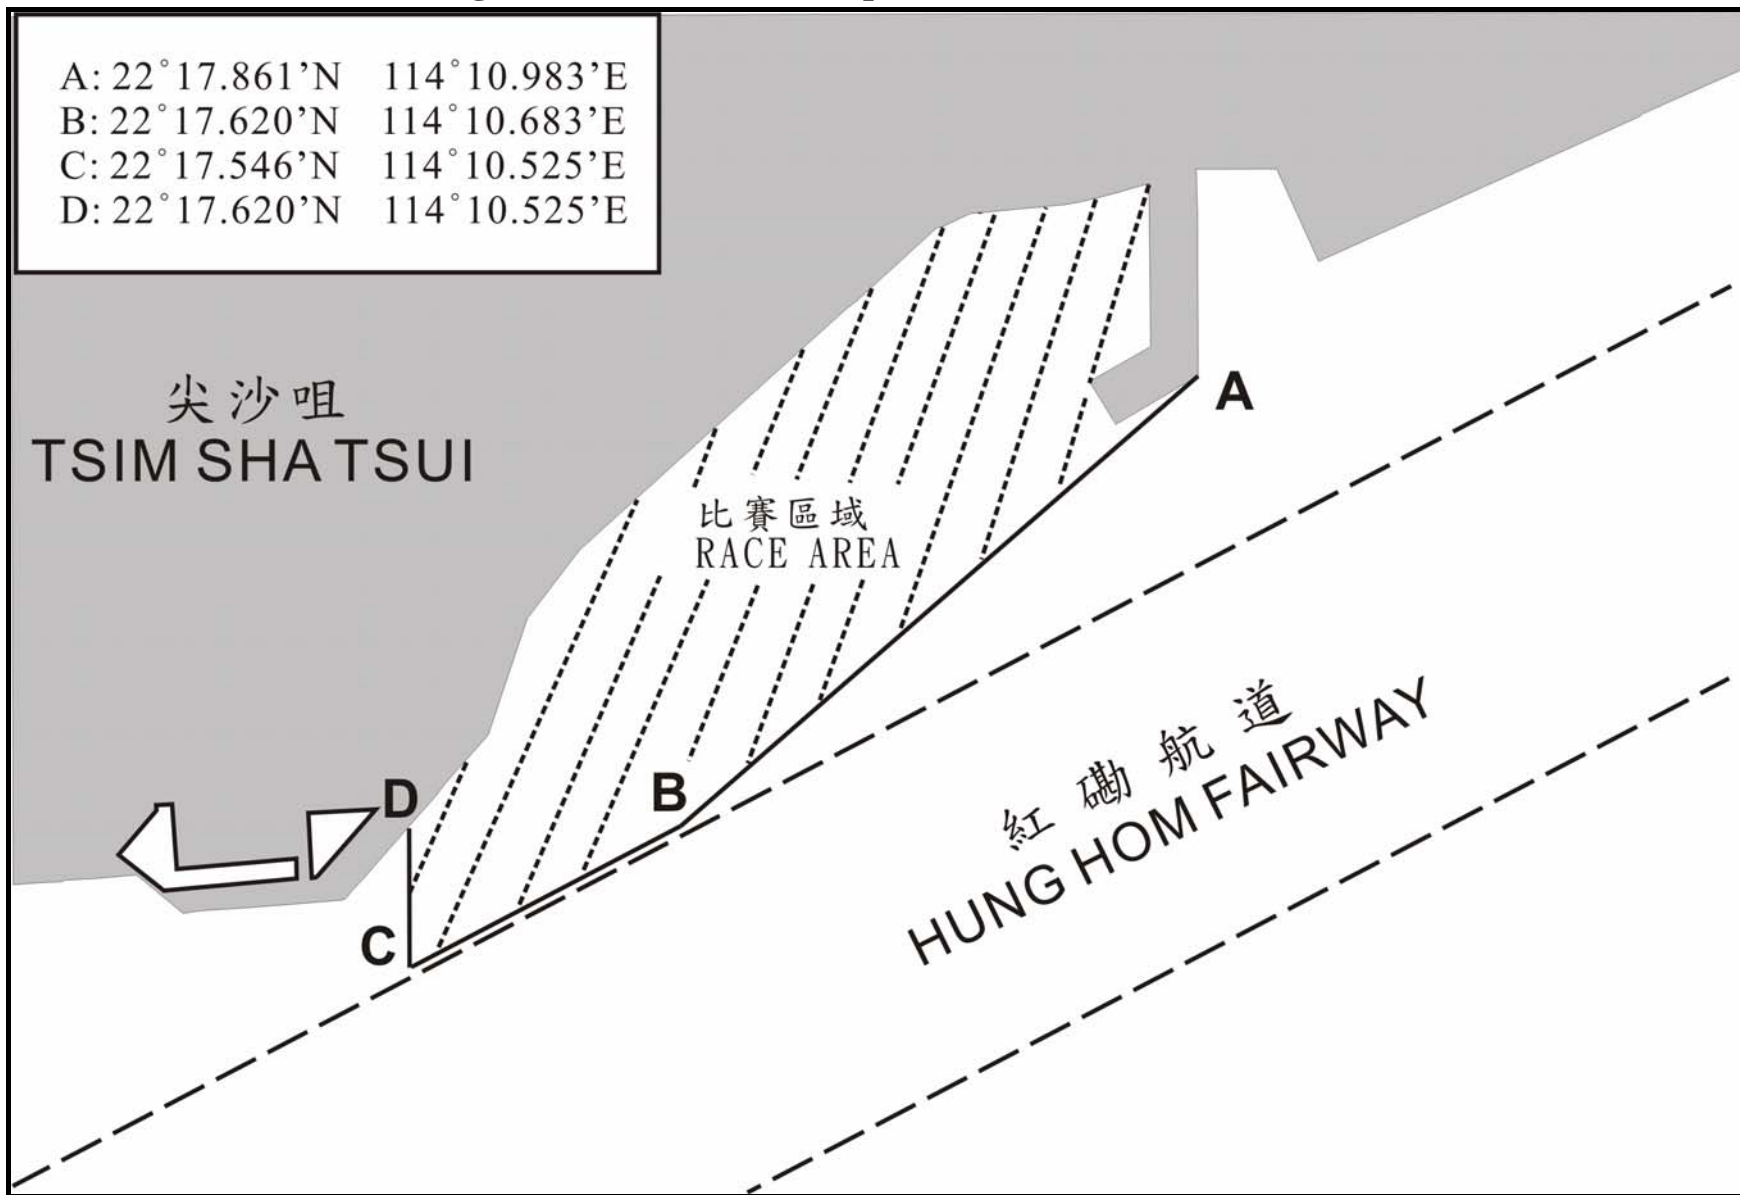 A: 22°17.861’N 114°10.983’E
B: 22°17.620’N 114°10.683’E
C: 22°17.546’N 114°10.525’E
D: 22°17.620’N 114°10.525’E
尖沙咀
TSIM SHA TSUI
A
比賽區域
RACE AREA
B
D
C
紅磡航道
HUNG HOM FAIRWAY